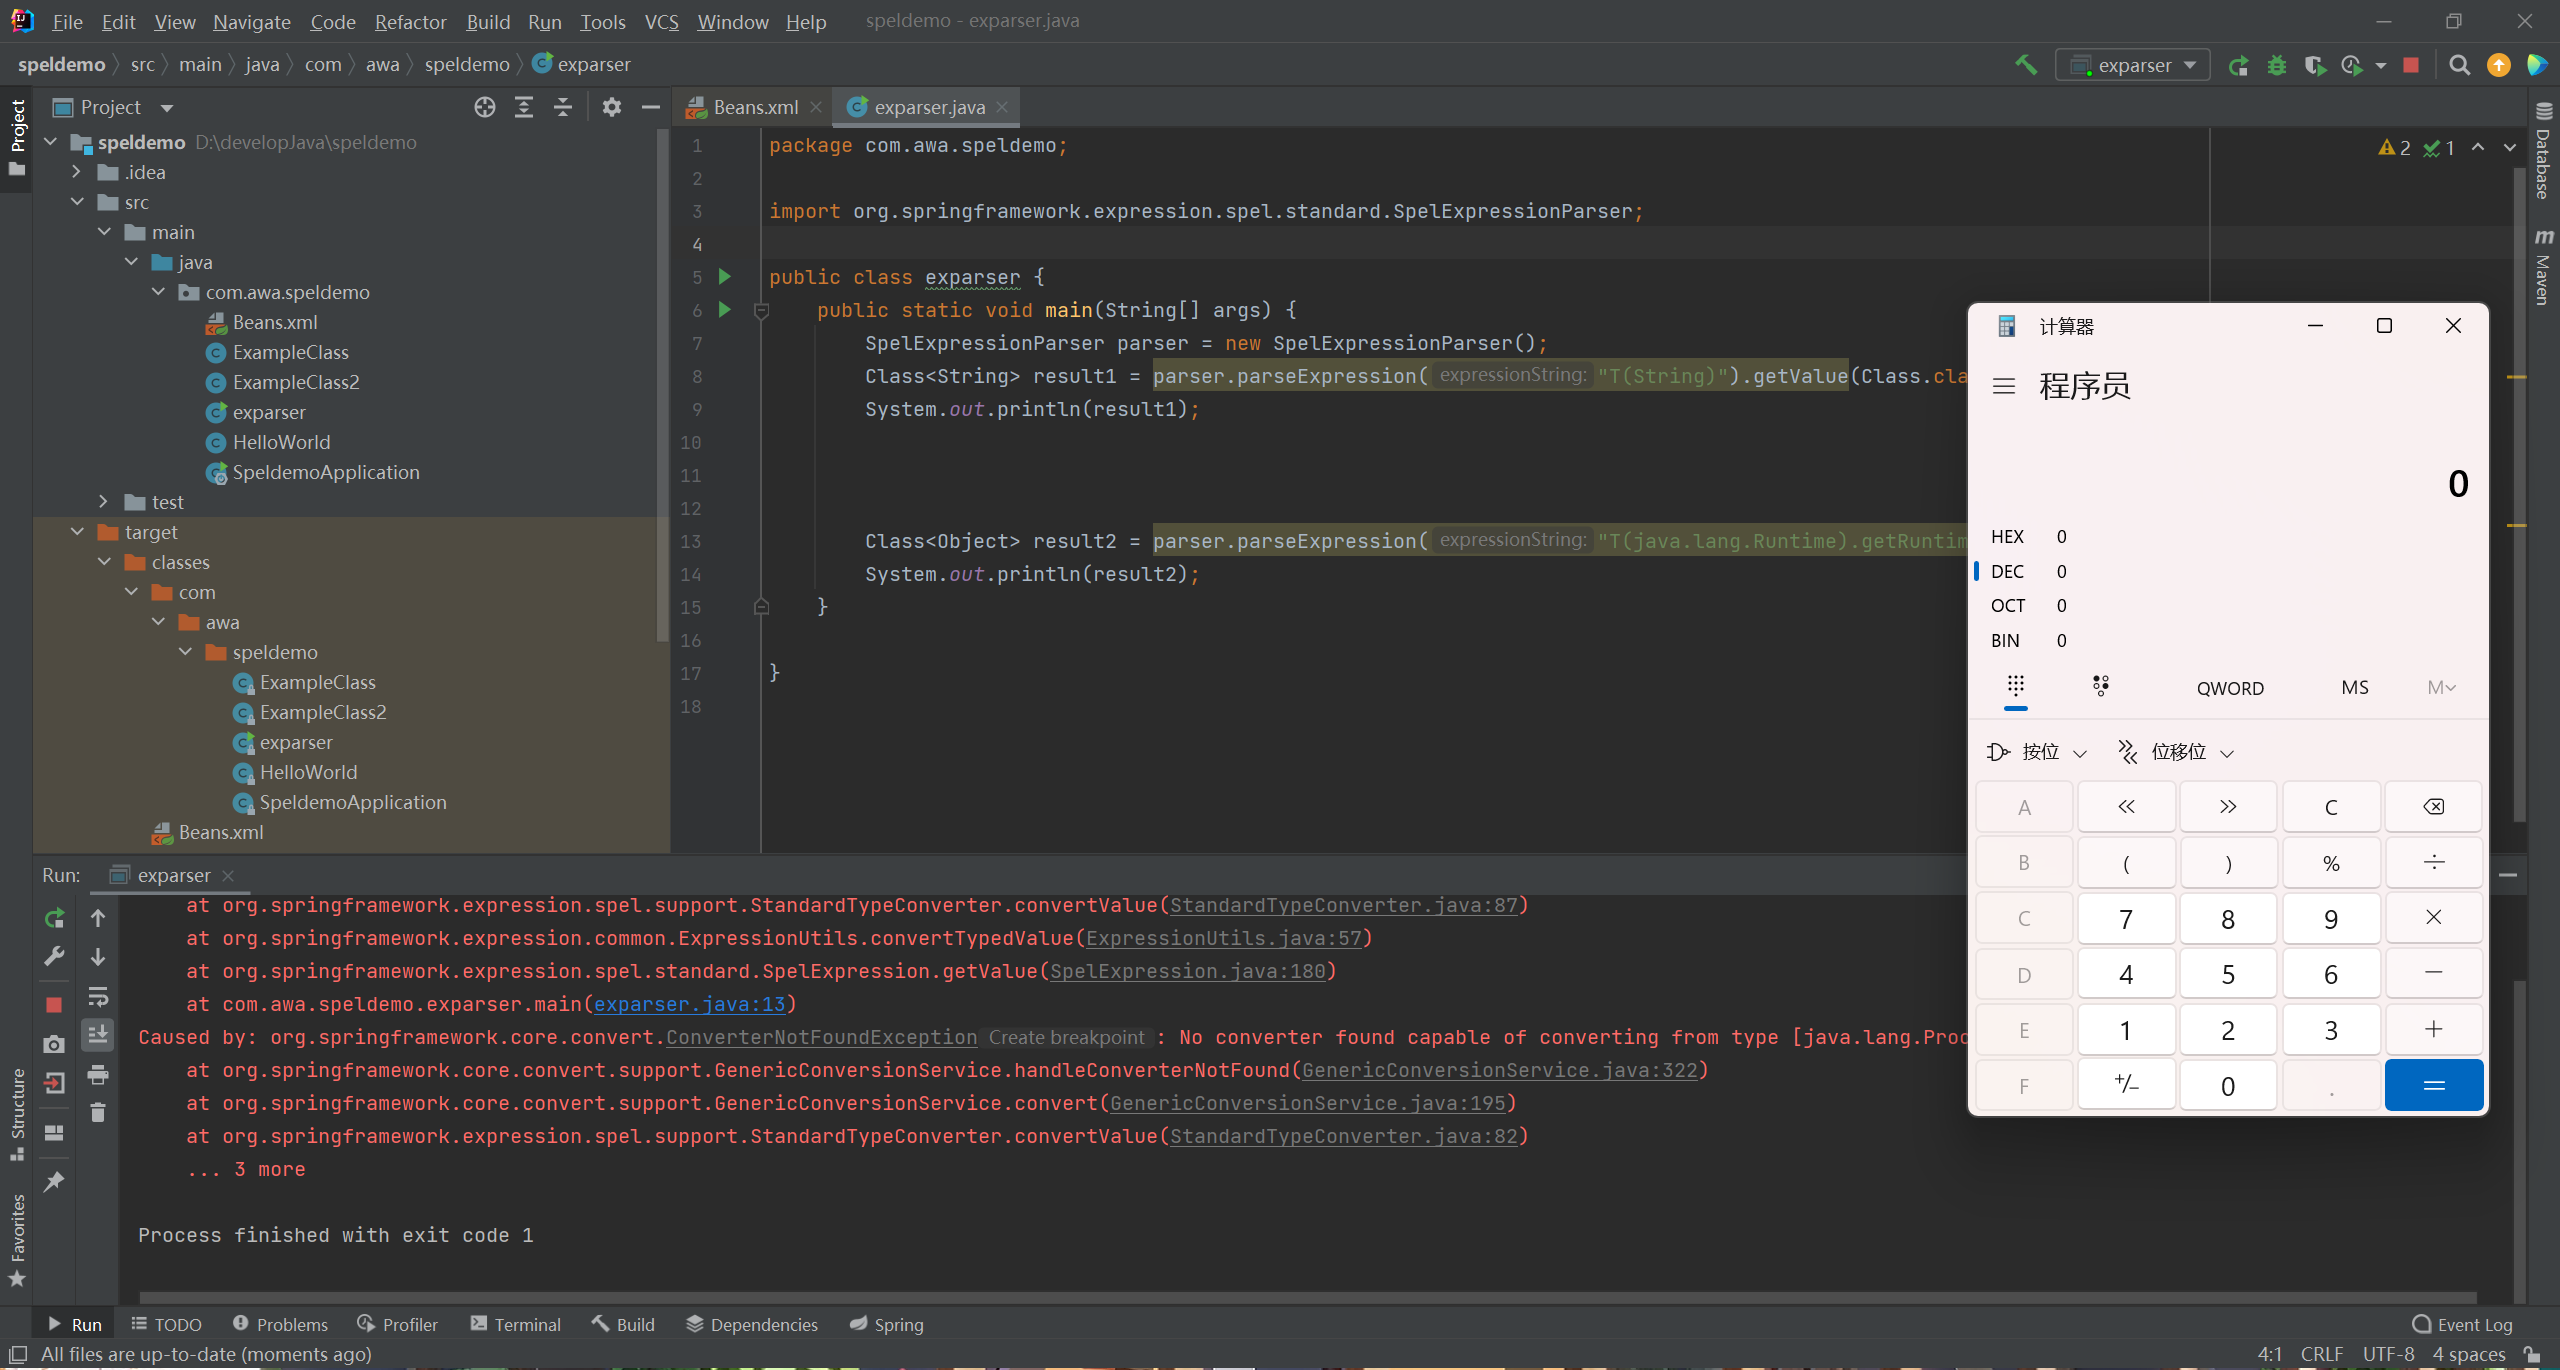 File Edit View Navigate Code Refactor Build Run Tools VCS Window Help speldemo - exparser.java
speldemo src main java com awa speldemo exparser
exparser
Project
Beans.xml
exparser.java
Project
speldemo D:\developJava\speldemo
.idea
src
main
java
com.awa.speldemo
Beans.xml
ExampleClass
ExampleClass2
exparser
HelloWorld
SpeldemoApplication
test
target
classes
com
awa
speldemo
ExampleClass
ExampleClass2
exparser
HelloWorld
SpeldemoApplication
Beans.xml
1 package com.awa.speldemo;
2
3 import org.springframework.expression.spel.standard.SpelExpressionParser;
4
5 public class exparser {
6 public static void main(String[] args) {
7 SpelExpressionParser parser = new SpelExpressionParser();
8 Class<String> result1 = parser.parseExpression( expressionString: "T(String)").getValue(Class.cla
9 System.out.println(result1);
10
11
12
13 Class<Object> result2 = parser.parseExpression( expressionString: "T(java.lang.Runtime).getRuntim
14 System.out.println(result2);
15 }
16
17 }
18
2 1
Database
Maven
计算器
程序员
0
HEX 0
DEC 0
OCT 0
BIN 0
QWORD MS M
按位 位移位
A << >> C
B ( ) % ÷
C 7 8 9 ×
D 4 5 6 −
E 1 2 3 +
F +/− 0 . =
Run: exparser
at org.springframework.expression.spel.support.StandardTypeConverter.convertValue(StandardTypeConverter.java:87)
at org.springframework.expression.common.ExpressionUtils.convertTypedValue(ExpressionUtils.java:57)
at org.springframework.expression.spel.standard.SpelExpression.getValue(SpelExpression.java:180)
at com.awa.speldemo.exparser.main(exparser.java:13)
Caused by: org.springframework.core.convert.ConverterNotFoundException Create breakpoint : No converter found capable of converting from type [java.lang.Proc
at org.springframework.core.convert.support.GenericConversionService.handleConverterNotFound(GenericConversionService.java:322)
at org.springframework.core.convert.support.GenericConversionService.convert(GenericConversionService.java:195)
at org.springframework.expression.spel.support.StandardTypeConverter.convertValue(StandardTypeConverter.java:82)
... 3 more
Process finished with exit code 1
Structure
Favorites
Run TODO Problems Profiler Terminal Build Dependencies Spring Event Log
All files are up-to-date (moments ago) 4:1 CRLF UTF-8 4 spaces